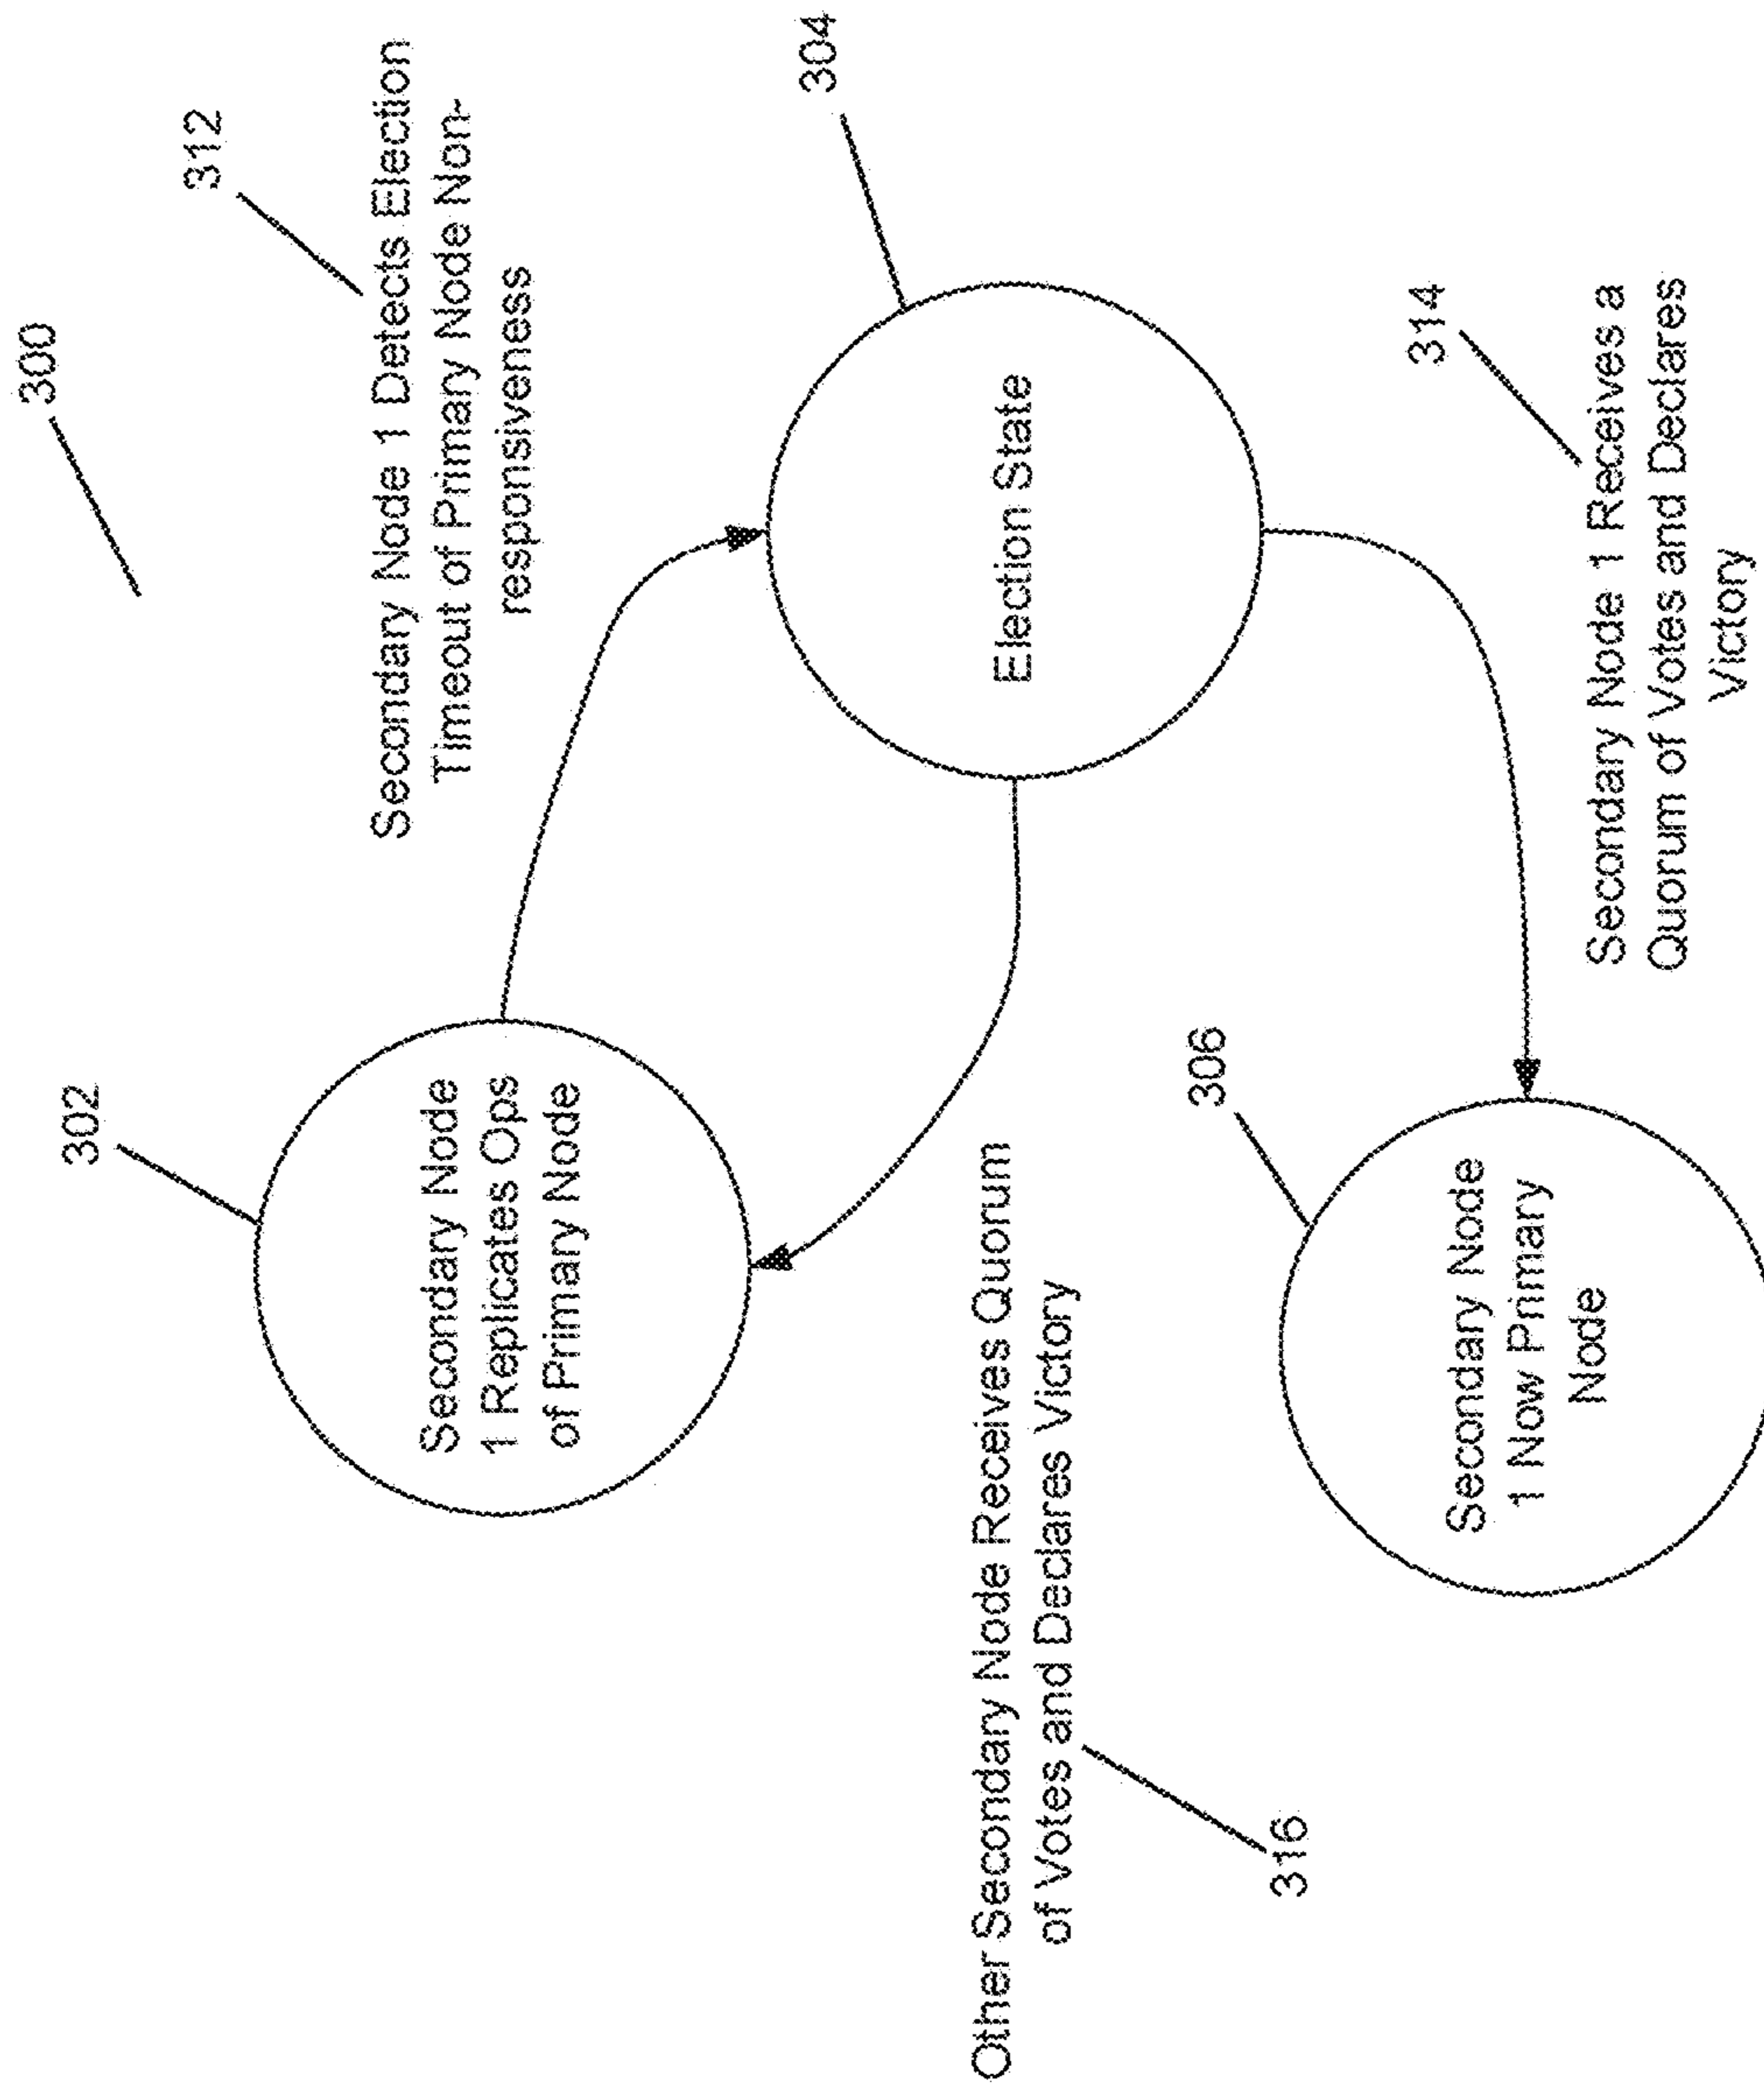 300
302
Secondary Node
1 Replicates Ops
of Primary Node
312
Secondary Node 1 Detects Election
Timeout of Primary Node Non-
responsiveness
304
Election State
Other Secondary Node Receives Quorum
of Votes and Declares Victory
316
306
Secondary Node
1 Now Primary
Node
314
Secondary Node 1 Receives a
Quorum of Votes and Declares
Victory